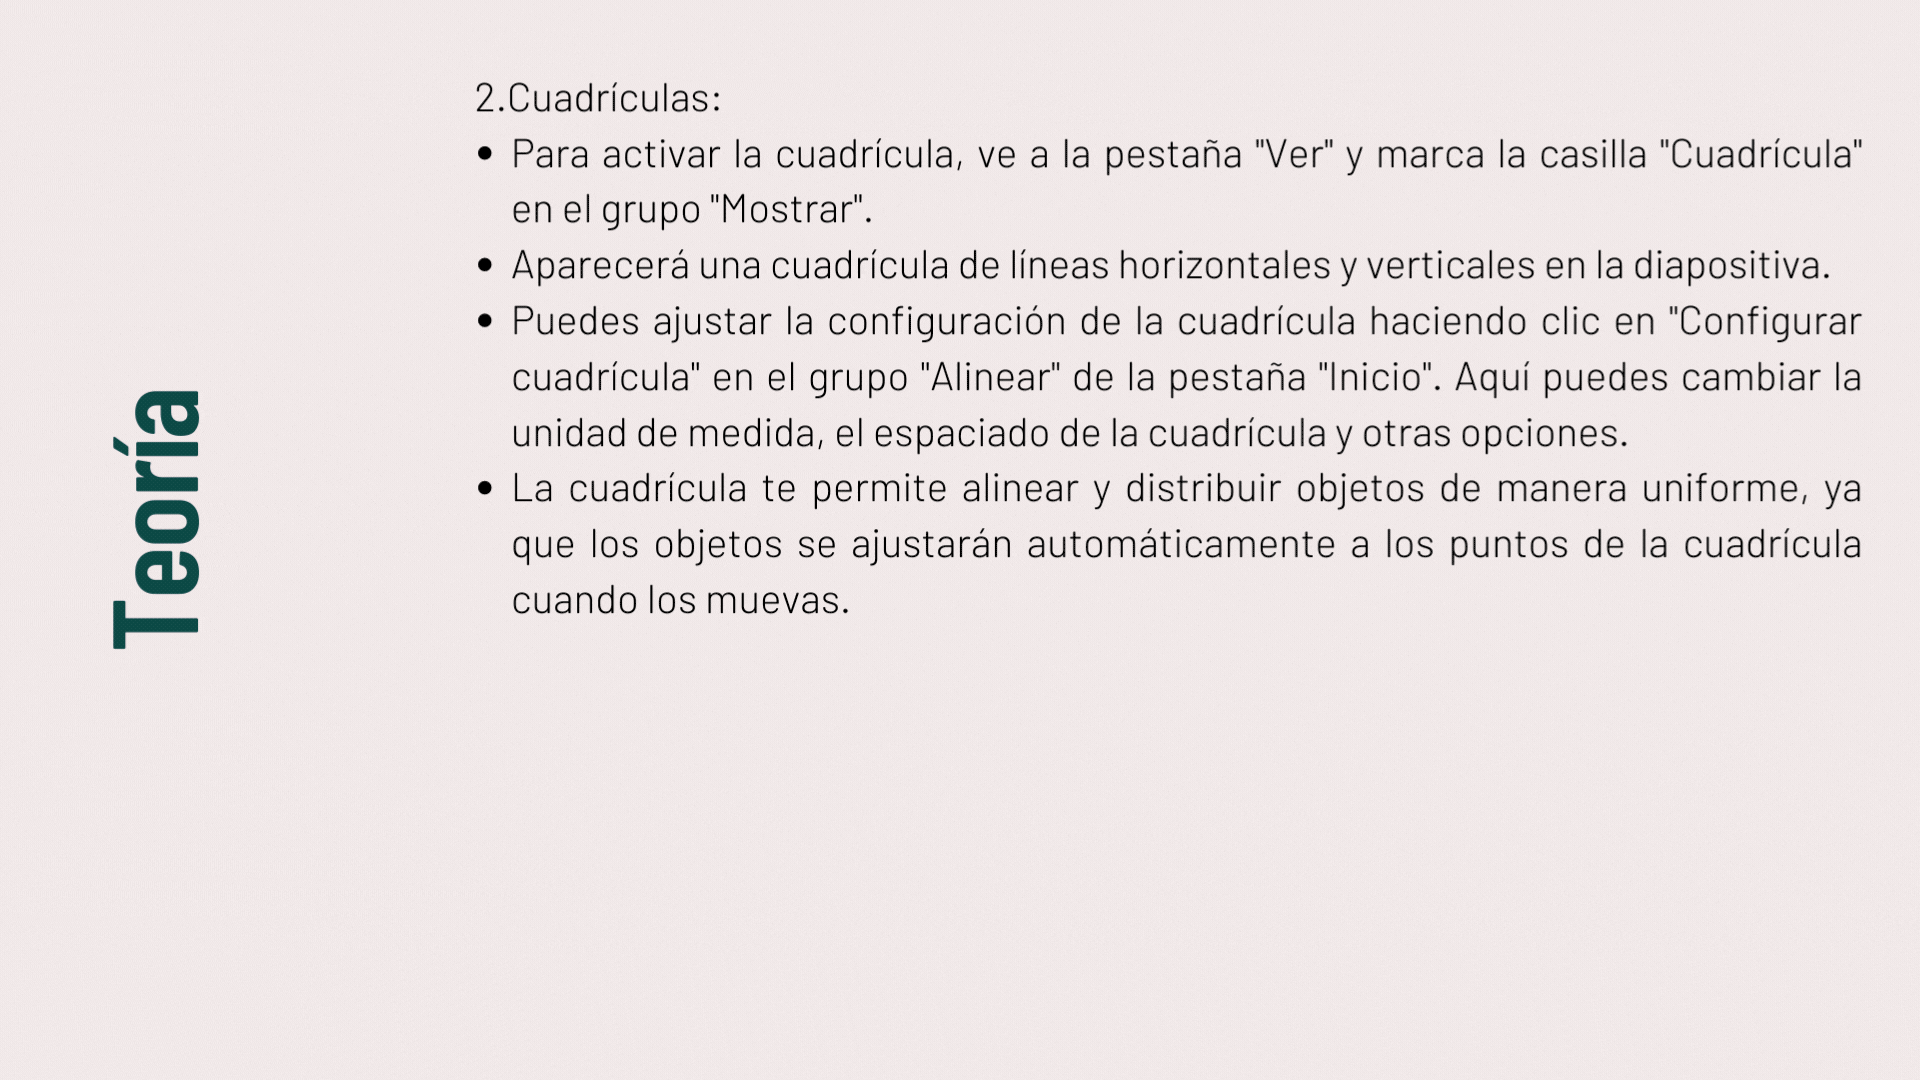 Teoría
2.Cuadrículas:
• Para activar la cuadrícula, ve a la pestaña "Ver" y marca la casilla "Cuadrícula"
en el grupo "Mostrar".
• Aparecerá una cuadrícula de líneas horizontales y verticales en la diapositiva.
• Puedes ajustar la configuración de la cuadrícula haciendo clic en "Configurar
cuadrícula" en el grupo "Alinear" de la pestaña "Inicio". Aquí puedes cambiar la
unidad de medida, el espaciado de la cuadrícula y otras opciones.
• La cuadrícula te permite alinear y distribuir objetos de manera uniforme, ya
que los objetos se ajustarán automáticamente a los puntos de la cuadrícula
cuando los muevas.